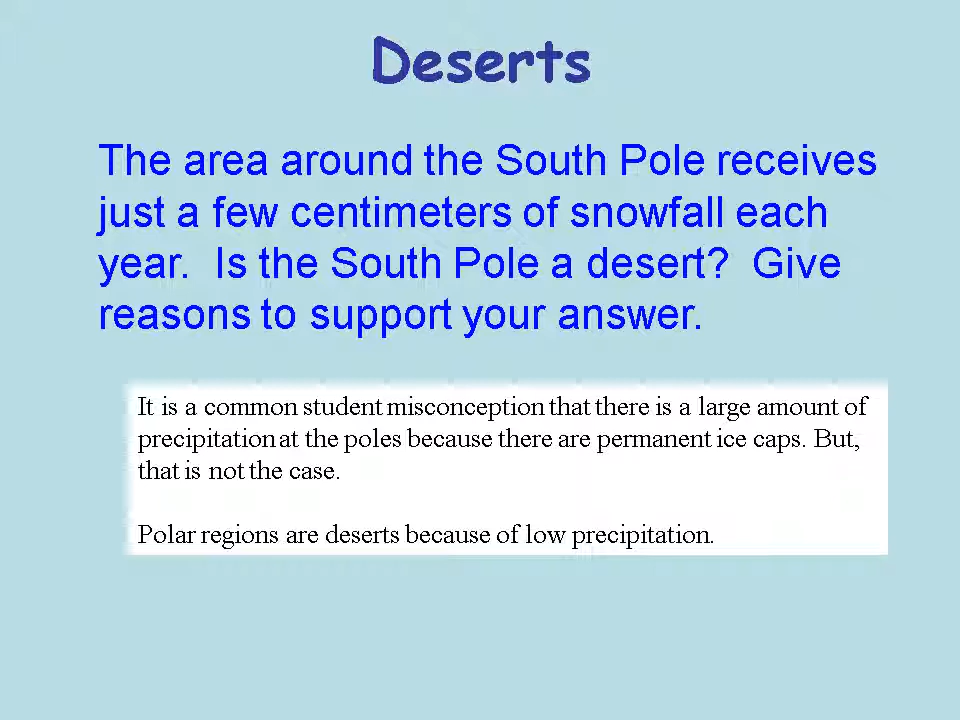 Deserts
The area around the South Pole receives
just a few centimeters of snowfall each
year.  Is the South Pole a desert?  Give
reasons to support your answer.
It is a common student misconception that there is a large amount of
precipitation at the poles because there are permanent ice caps. But,
that is not the case.
Polar regions are deserts because of low precipitation.